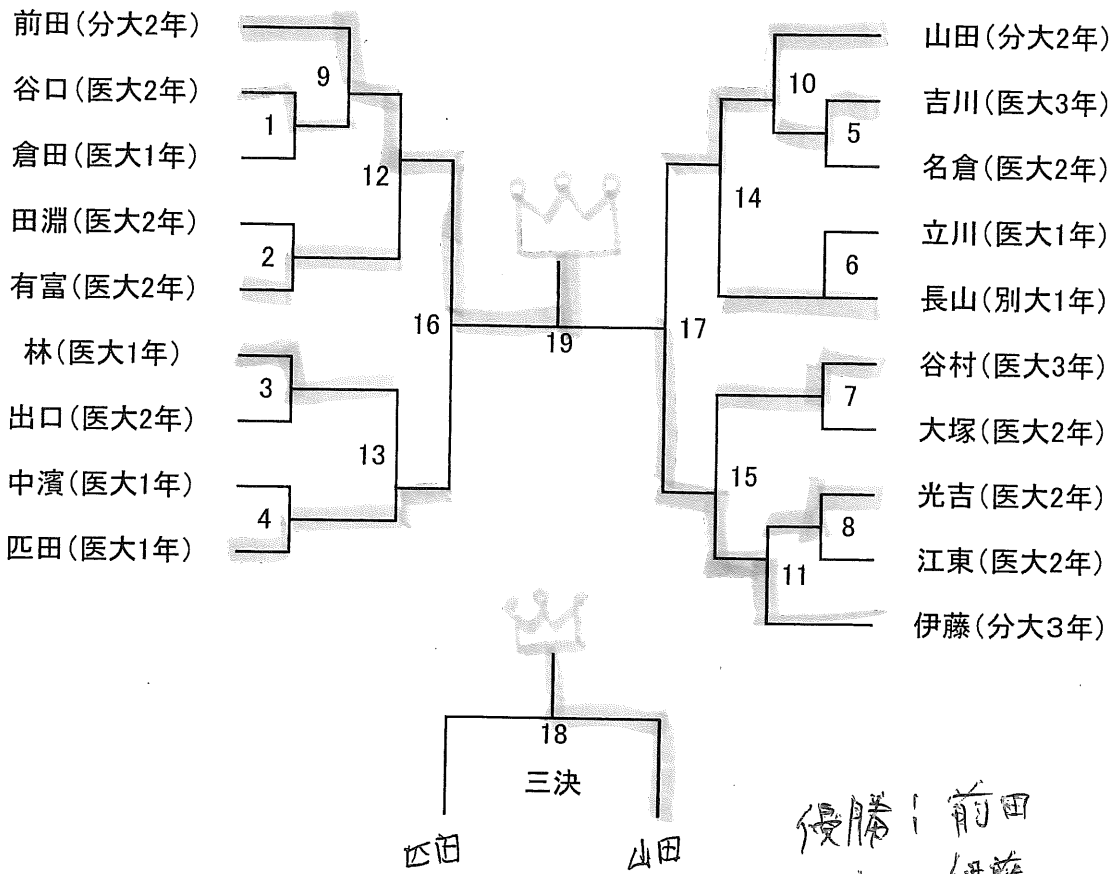 前田(分大2年)
谷口(医大2年)
倉田(医大1年)
田淵(医大2年)
有富(医大2年)
林(医大1年)
出口(医大2年)
中濱(医大1年)
匹田(医大1年)
9
1
2
3
4
12
13
16
19
17
10
5
14
6
7
15
8
11
山田(分大2年)
吉川(医大3年)
名倉(医大2年)
立川(医大1年)
長山(別大1年)
谷村(医大3年)
大塚(医大2年)
光吉(医大2年)
江東(医大2年)
伊藤(分大3年)
18
三決
匹田
山田
優勝:前田
伊藤